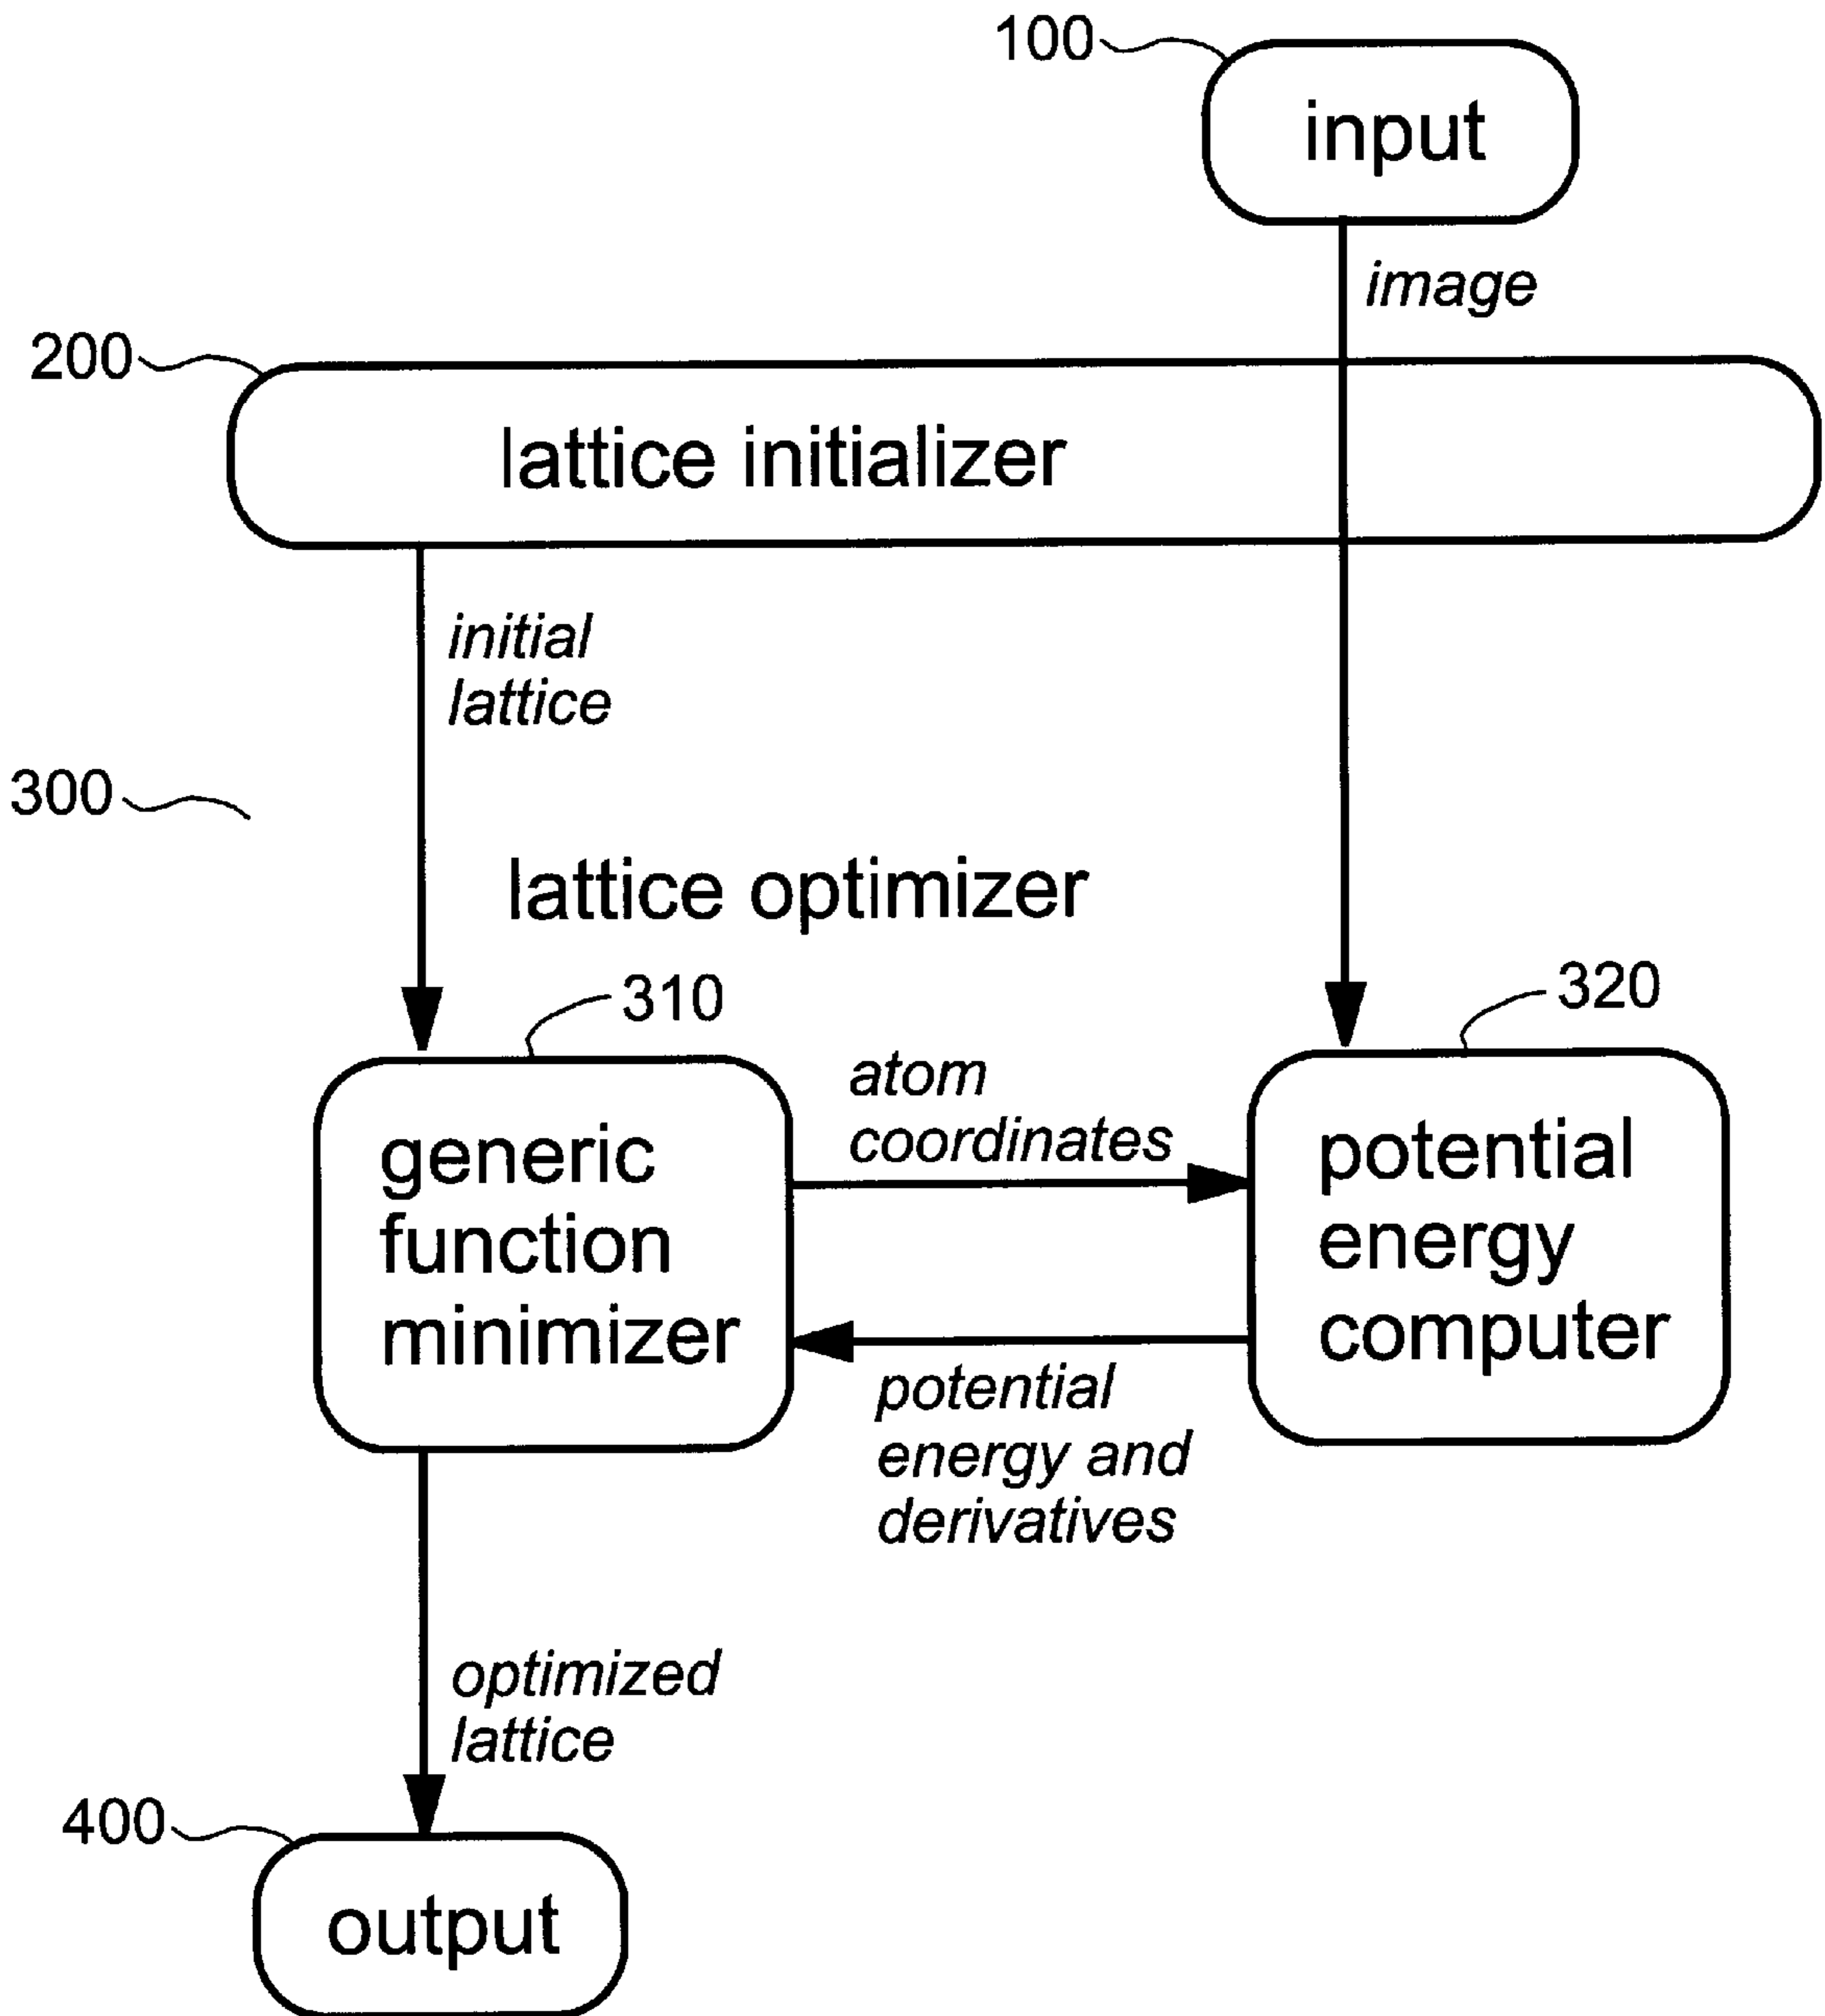 100
input
image
200
lattice initializer
initial
lattice
300
lattice optimizer
310
320
atom
coordinates
generic
function
minimizer
potential
energy
computer
potential
energy and
derivatives
optimized
lattice
400
output